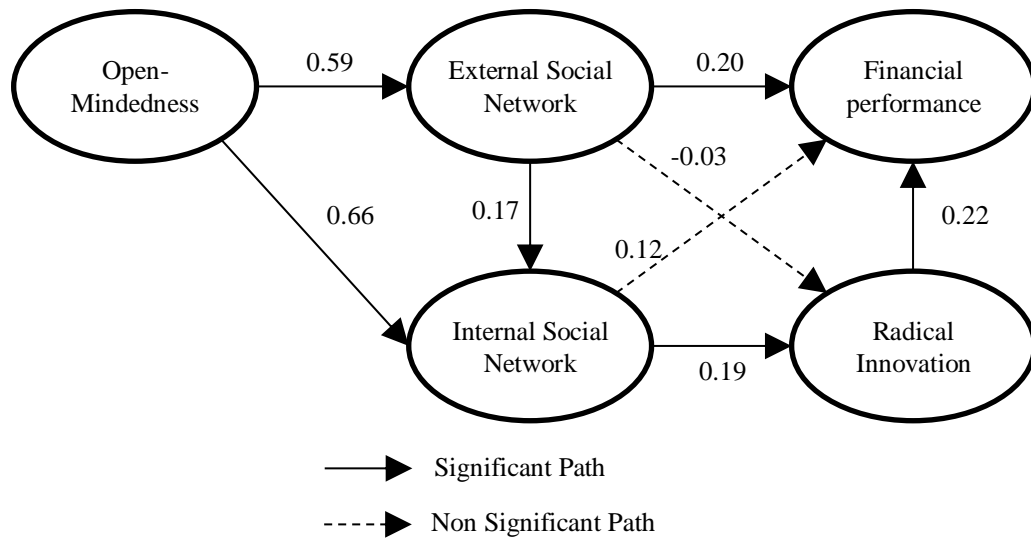 Open-
Mindedness
0.59
External Social
Network
0.20
Financial
performance
-0.03
0.66
0.17
0.12
0.22
Internal Social
Network
0.19
Radical
Innovation
Significant Path
Non Significant Path